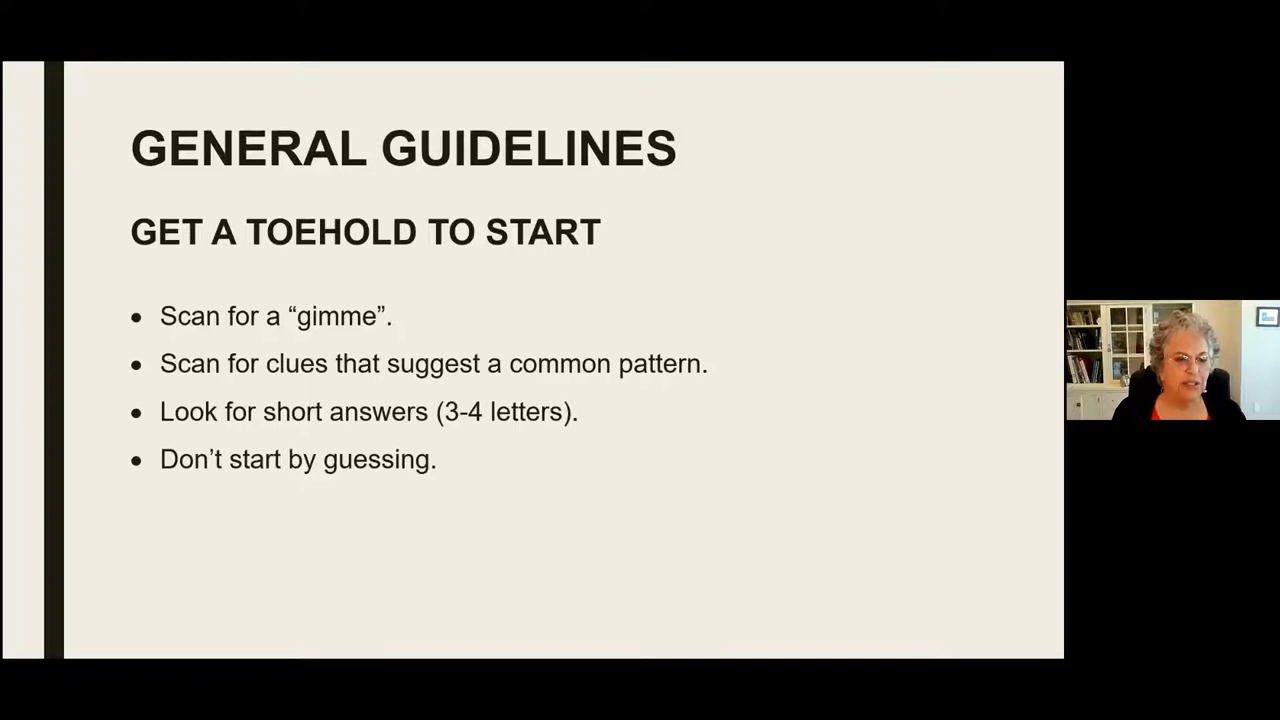 GENERAL GUIDELINES
GET A TOEHOLD TO START
• Scan for a “gimme”.
• Scan for clues that suggest a common pattern.
• Look for short answers (3-4 letters).
• Don’t start by guessing.